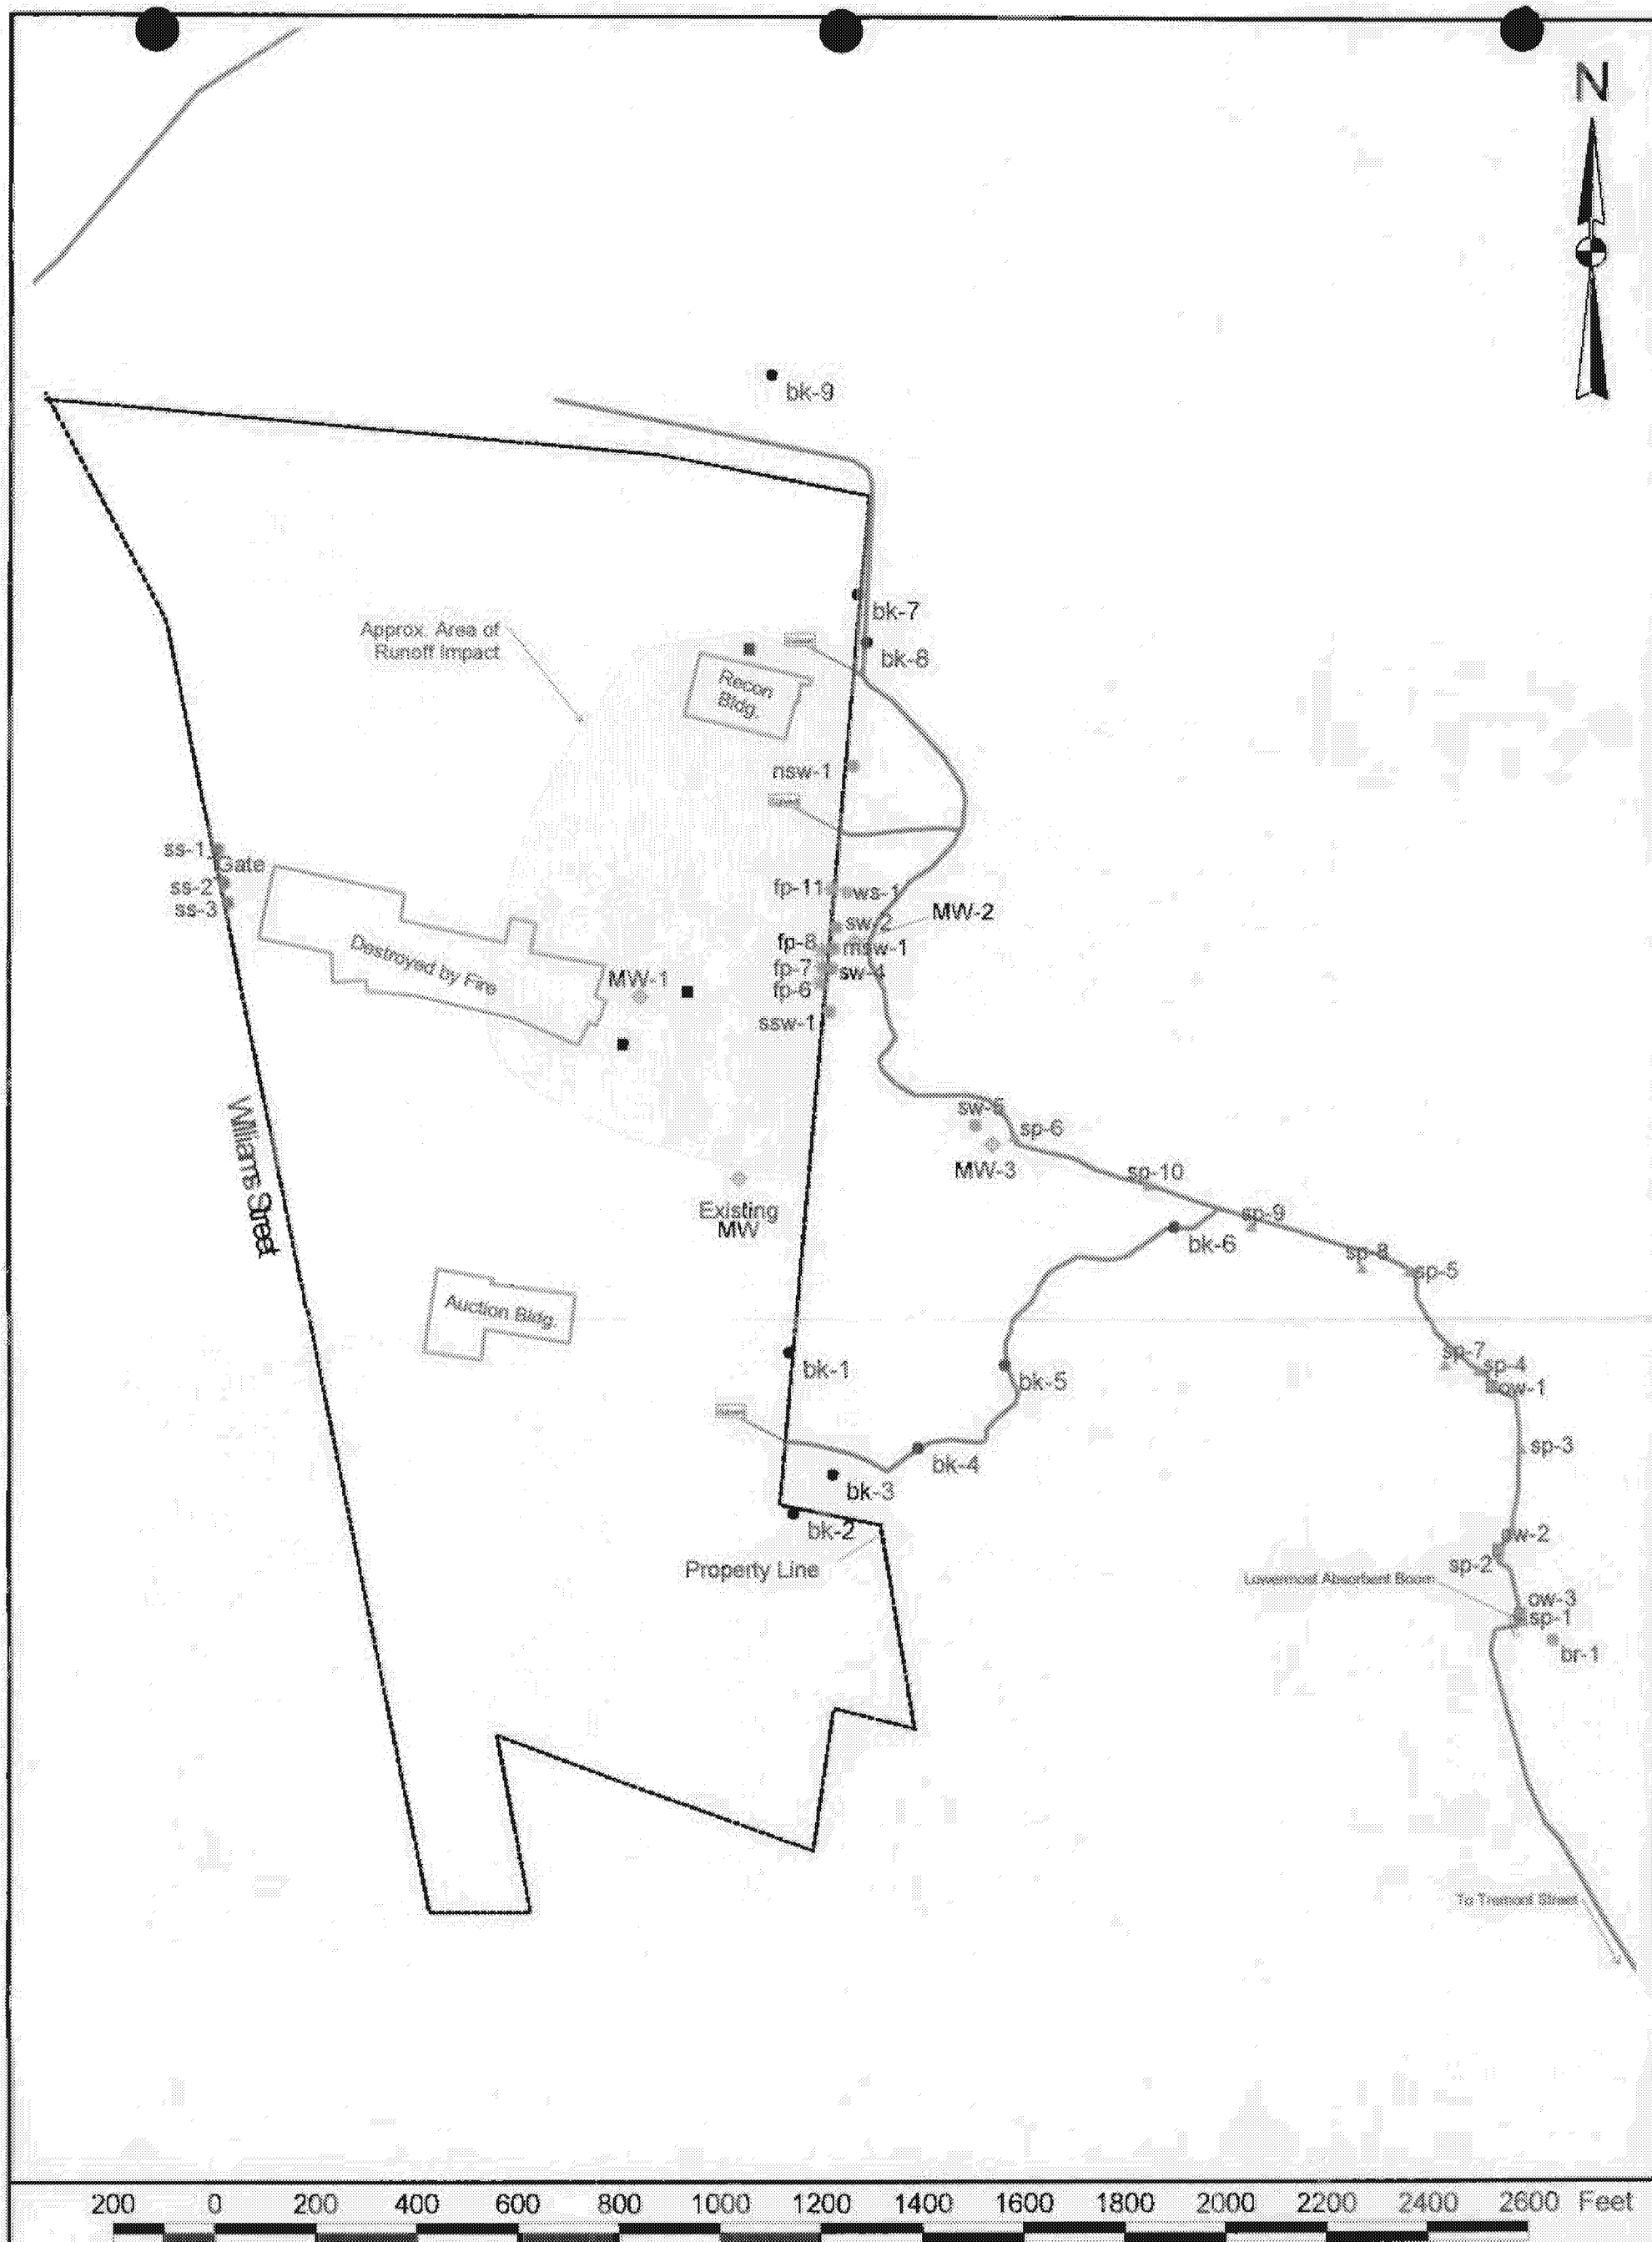 N
bk-9
bk-7
bk-8
Approx. Area of
Runoff Impact
Recon
Bldg.
nsw-1
ss-1
Gate
ss-2
ss-3
fp-11
ws-1
sw-2
MW-2
fp-8
msw-1
fp-7
sw-4
fp-6
ssw-1
Destroyed by Fire
MW-1
sw-5
sp-6
MW-3
sp-10
Existing
MW
sp-9
bk-6
sp-8
sp-5
Williams Street
Auction Bldg.
bk-1
bk-5
sp-7
sp-4
ow-1
sp-3
bk-4
bk-3
bk-2
ow-2
sp-2
Property Line
Lowermost Absorbent Boom
ow-3
sp-1
br-1
To Tremont Street
200 0 200 400 600 800 1000 1200 1400 1600 1800 2000 2200 2400 2600 Feet